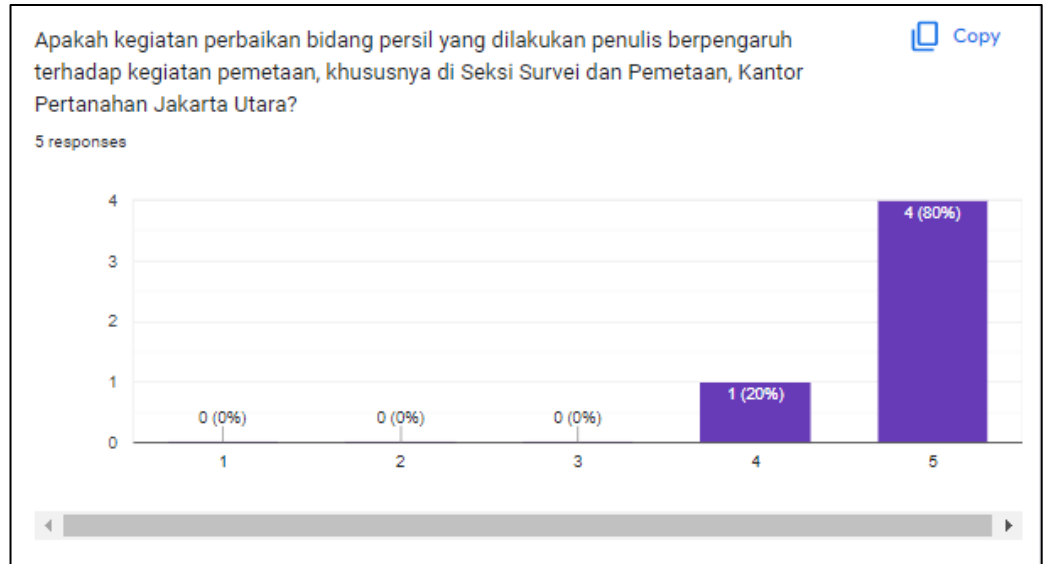 Apakah kegiatan perbaikan bidang persil yang dilakukan penulis berpengaruh
terhadap kegiatan pemetaan, khususnya di Seksi Survei dan Pemetaan, Kantor
Pertanahan Jakarta Utara?
Copy
5 responses
4
3
2
1
0
0 (0%)
0 (0%)
0 (0%)
1 (20%)
4 (80%)
1 2 3 4 5